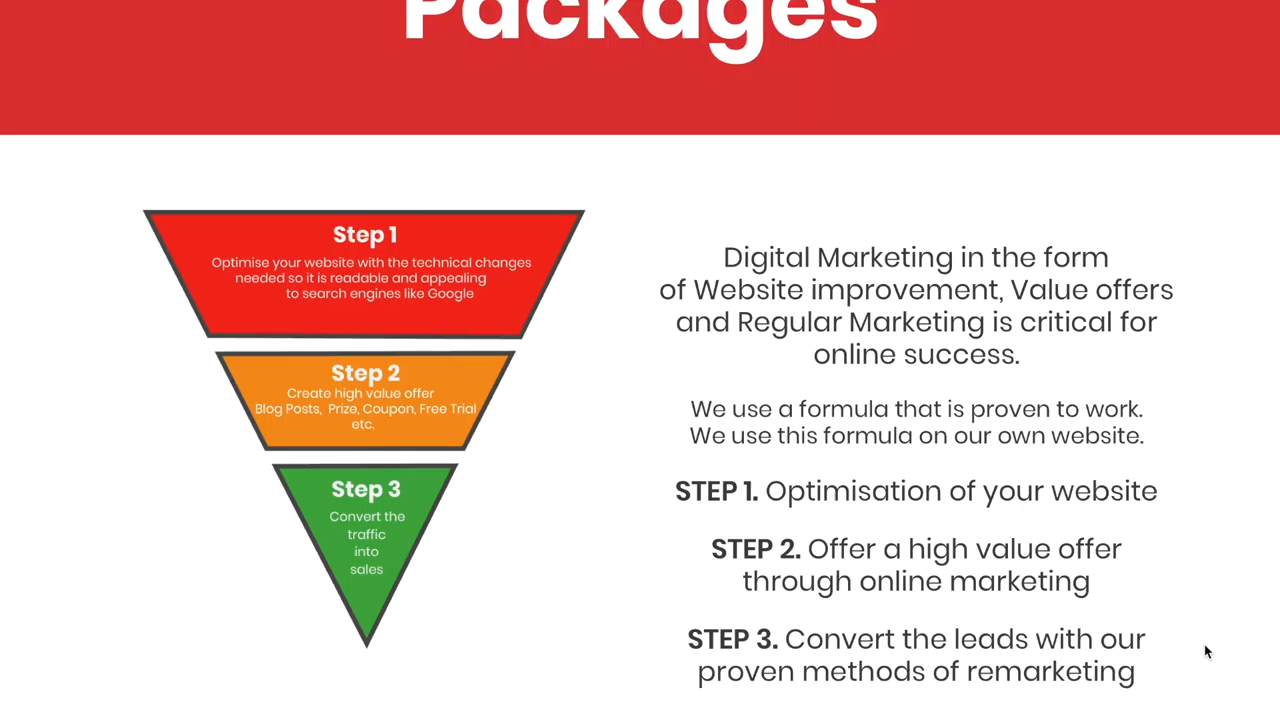 Packages
Step 1
Optimise your website with the technical changes
needed so it is readable and appealing
to search engines like Google
Step 2
Create high value offer
Blog Posts, Prize, Coupon, Free Trial
etc.
Step 3
Convert the
traffic
into
sales
Digital Marketing in the form
of Website improvement, Value offers
and Regular Marketing is critical for
online success.
We use a formula that is proven to work.
We use this formula on our own website.
STEP 1. Optimisation of your website
STEP 2. Offer a high value offer
through online marketing
STEP 3. Convert the leads with our
proven methods of remarketing